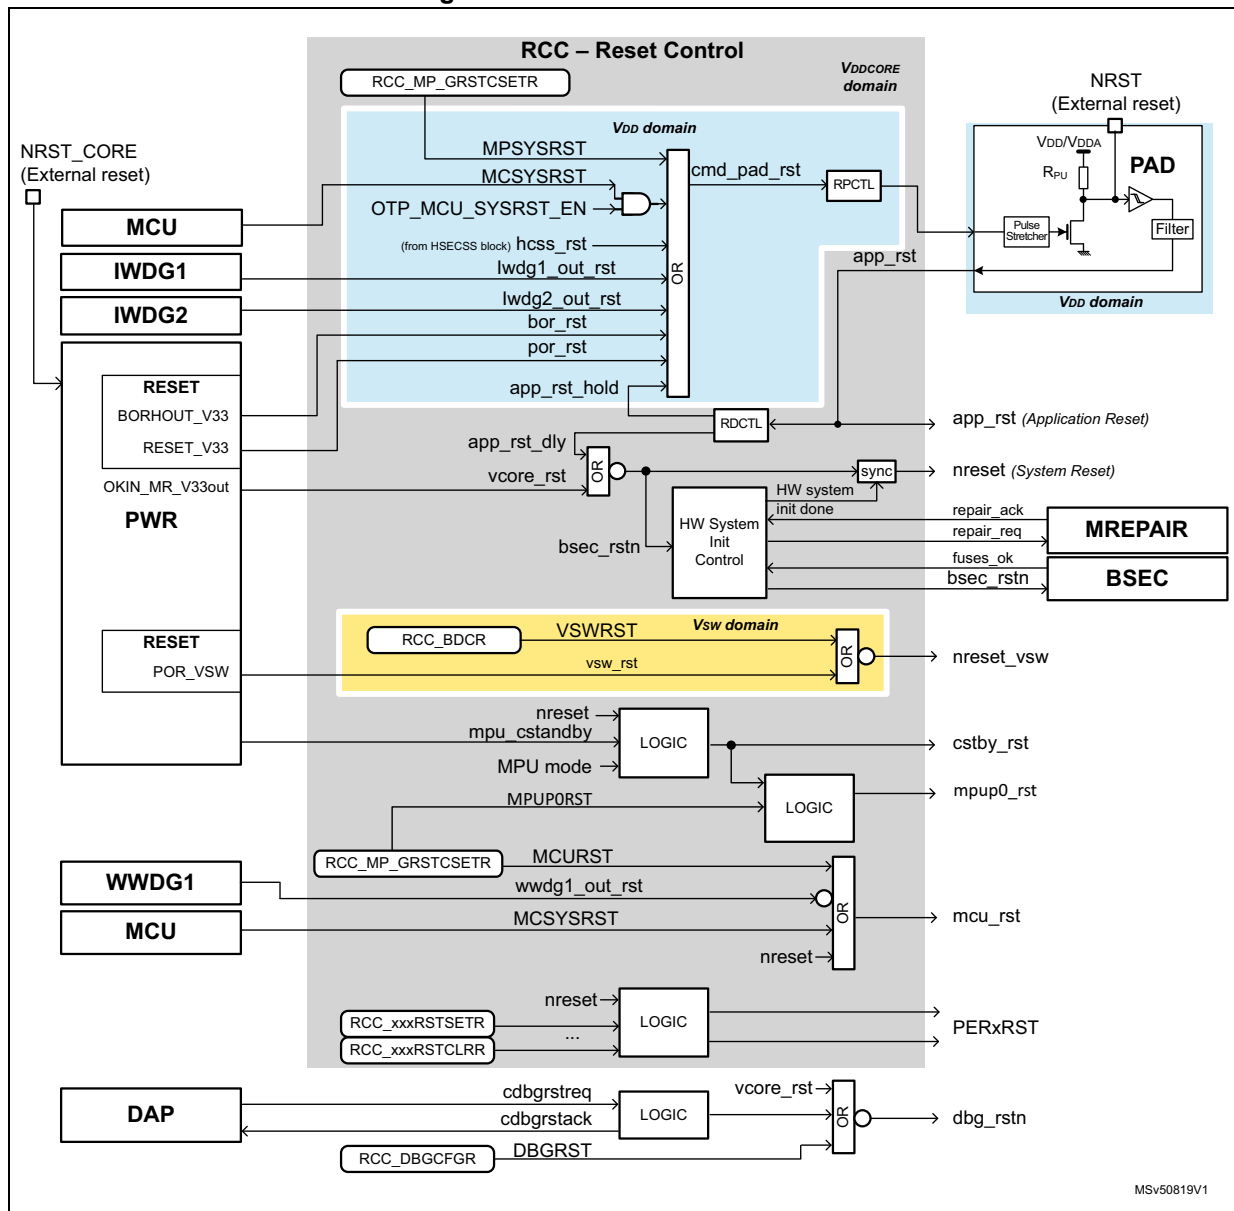 RCC – Reset Control
RCC_MP_GRSTCSETR
VDDCORE
domain
NRST
(External reset)
VDD domain
NRST_CORE
(External reset)
MPSYSRST
MCSYSRST
OTP_MCU_SYSRST_EN
cmd_pad_rst
RPCTL
VDD/VDDA
RPU
PAD
Pulse
Stretcher
Filter
VDD domain
MCU
(from HSECSS block) hcss_rst
OR
app_rst
IWDG1
Iwdg1_out_rst
IWDG2
Iwdg2_out_rst
bor_rst
por_rst
RESET
BORHOUT_V33
RESET_V33
OKIN_MR_V33out
PWR
app_rst_hold
RDCTL
app_rst (Application Reset)
app_rst_dly
vcore_rst
OR
sync
nreset (System Reset)
HW system
init done
HW System
Init
Control
bsec_rstn
repair_ack
repair_req
MREPAIR
fuses_ok
bsec_rstn
BSEC
VSW domain
RESET
POR_VSW
RCC_BDCR
VSWRST
vsw_rst
OR
nreset_vsw
nreset
mpu_cstandby
MPU mode
LOGIC
cstby_rst
MPUP0RST
LOGIC
mpup0_rst
RCC_MP_GRSTCSETR
MCURST
WWDG1
wwdg1_out_rst
MCU
MCSYSRST
OR
mcu_rst
nreset
nreset
RCC_xxxRSTSETR
...
RCC_xxxRSTCLRR
LOGIC
PERxRST
DAP
cdbgrstreq
cdbgrstack
LOGIC
vcore_rst
OR
dbg_rstn
RCC_DBGCFGR
DBGRST
MSv50819V1